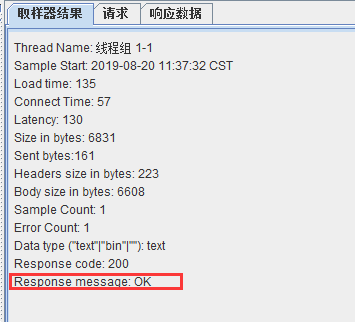 取样器结果 请求 响应数据
Thread Name: 线程组 1-1
Sample Start: 2019-08-20 11:37:32 CST
Load time: 135
Connect Time: 57
Latency: 130
Size in bytes: 6831
Sent bytes:161
Headers size in bytes: 223
Body size in bytes: 6608
Sample Count: 1
Error Count: 1
Data type ("text"|"bin"|""): text
Response code: 200
Response message: OK